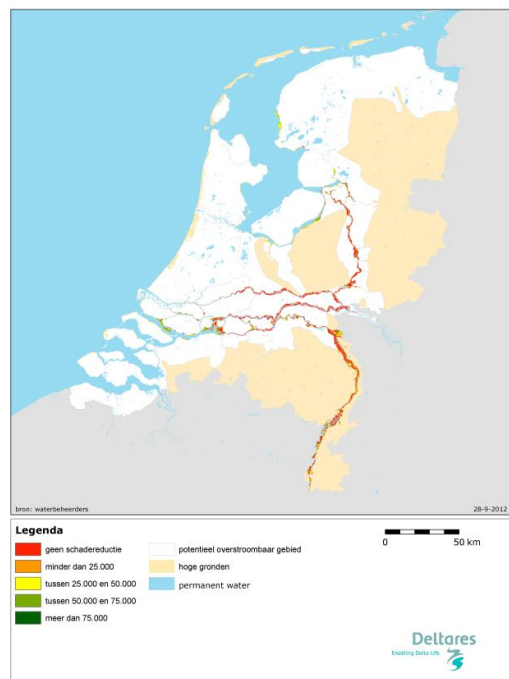 bron: waterbeheerders
28-9-2012
Legenda
geen schadereductie
minder dan 25.000
tussen 25.000 en 50.000
tussen 50.000 en 75.000
meer dan 75.000
potentieel overstroombaar gebied
hoge gronden
permanent water
0 50 km
Deltares
Enabling Delta Life